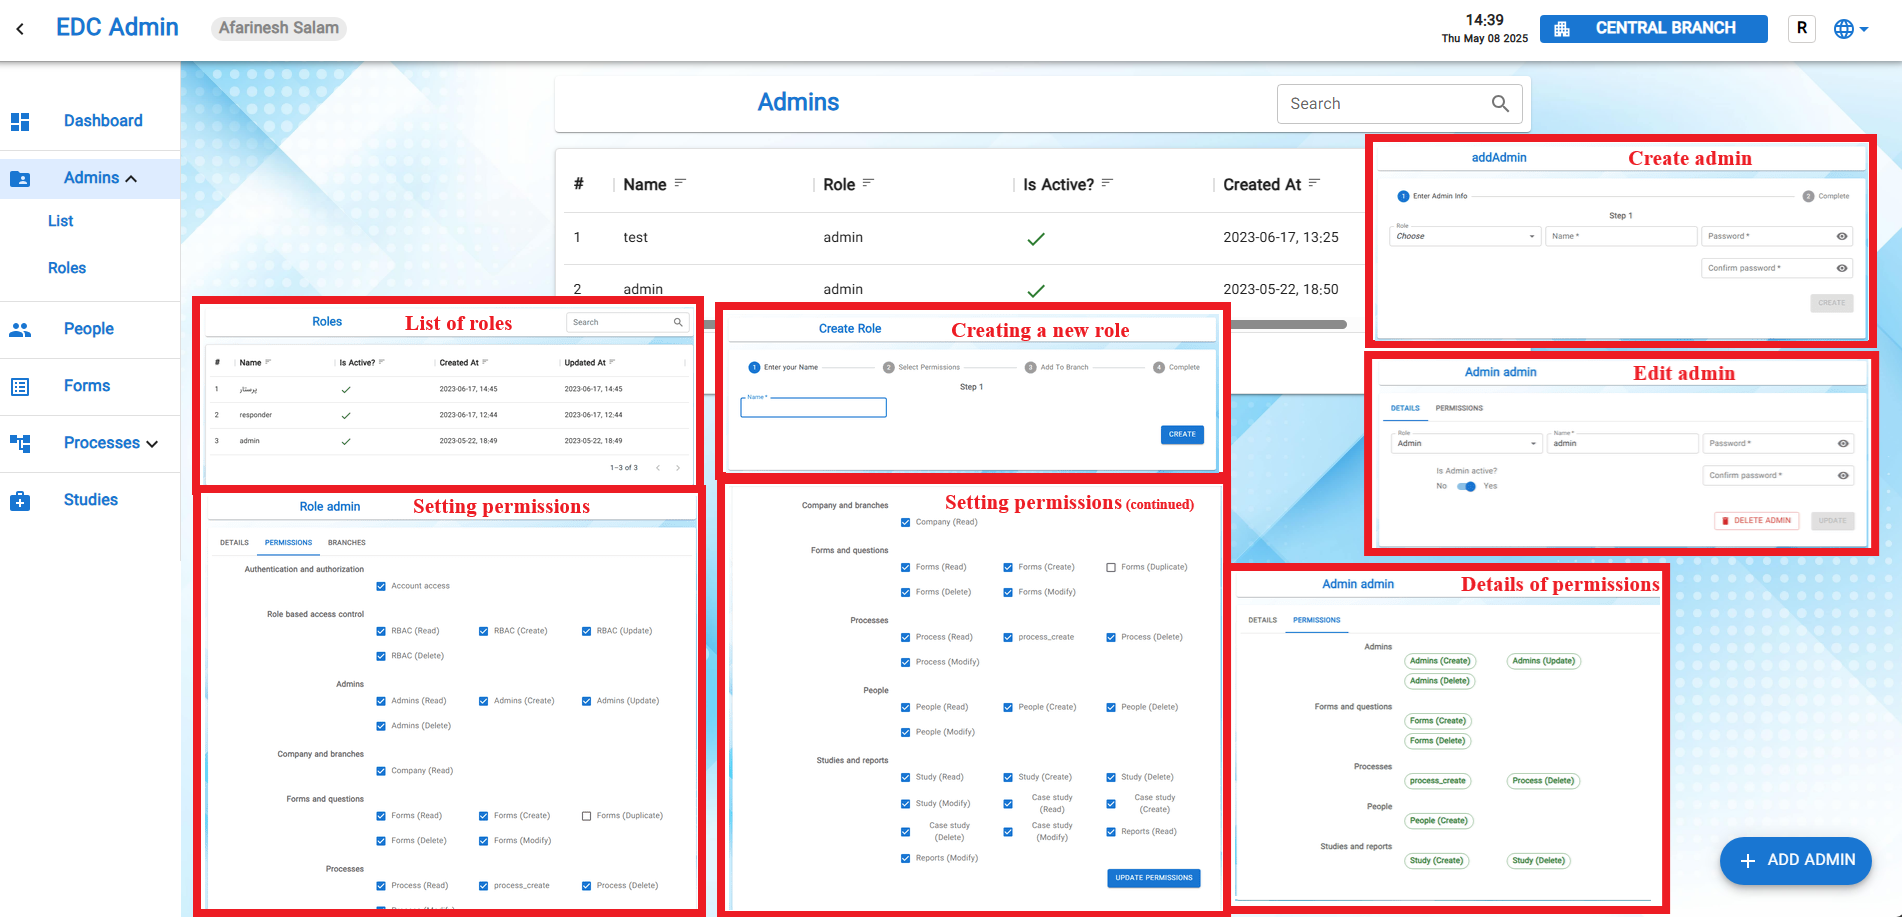 EDC Admin
Afarinesh Salam
14:39
Thu May 08 2025
CENTRAL BRANCH
R
Dashboard
Admins
List
Roles
People
Forms
Processes
Studies
Admins
Search
# Name Role Is Active? Created At
1 test admin 2023-06-17, 13:25
2 admin admin 2023-05-22, 18:50
addAdmin Create admin
1 Enter Admin Info 2 Complete
Step 1
Role
Choose
Name *
Password *
Confirm password *
CREATE
Roles List of roles
Search
# Name Is Active? Created At Updated At
1 پرستار 2023-06-17, 14:45 2023-06-17, 14:45
2 responder 2023-06-17, 12:44 2023-06-17, 12:44
3 admin 2023-05-22, 18:49 2023-05-22, 18:49
1–3 of 3
Create Role Creating a new role
1 Enter your Name 2 Select Permissions 3 Add To Branch 4 Complete
Step 1
Name *
CREATE
Admin admin Edit admin
DETAILS PERMISSIONS
Role
Admin
Name *
admin
Password *
Is Admin active?
No Yes
Confirm password *
DELETE ADMIN
UPDATE
Role admin Setting permissions
DETAILS PERMISSIONS BRANCHES
Authentication and authorization
Account access
Role based access control
RBAC (Read) RBAC (Create) RBAC (Update)
RBAC (Delete)
Admins
Admins (Read) Admins (Create) Admins (Update)
Admins (Delete)
Company and branches
Company (Read)
Forms and questions
Forms (Read) Forms (Create) Forms (Duplicate)
Forms (Delete) Forms (Modify)
Processes
Process (Read) process_create Process (Delete)
Setting permissions (continued)
Company and branches
Company (Read)
Forms and questions
Forms (Read) Forms (Create) Forms (Duplicate)
Forms (Delete) Forms (Modify)
Processes
Process (Read) process_create Process (Delete)
Process (Modify)
People
People (Read) People (Create) People (Delete)
People (Modify)
Studies and reports
Study (Read) Study (Create) Study (Delete)
Study (Modify) Case study (Read) Case study (Create)
Case study (Delete) Case study (Modify) Reports (Read)
Reports (Modify)
UPDATE PERMISSIONS
Admin admin Details of permissions
DETAILS PERMISSIONS
Admins
Admins (Create) Admins (Update)
Admins (Delete)
Forms and questions
Forms (Create)
Forms (Delete)
Processes
process_create Process (Delete)
People
People (Create)
Studies and reports
Study (Create) Study (Delete)
ADD ADMIN